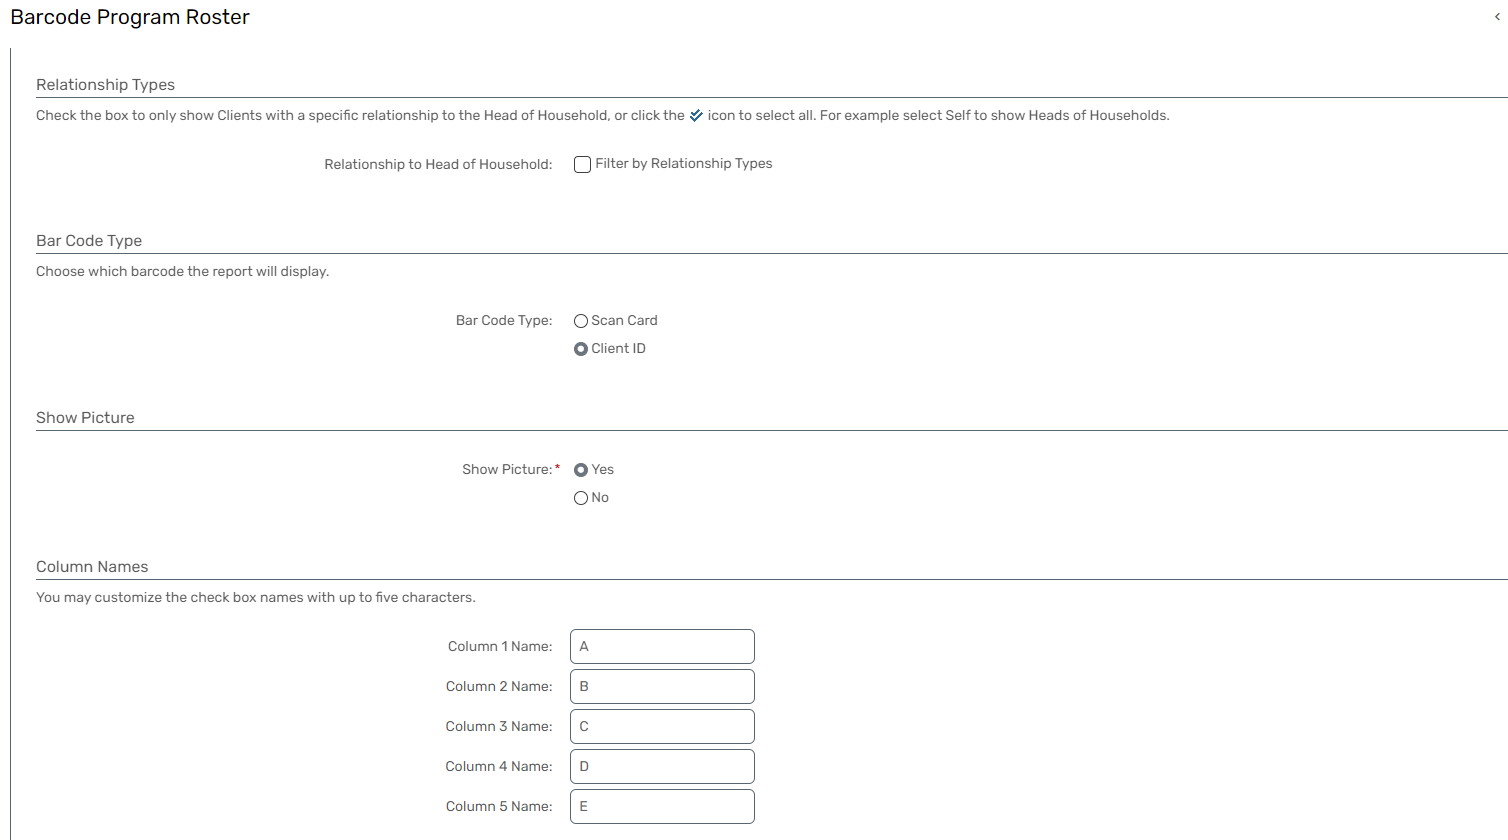 Barcode Program Roster
Relationship Types
Check the box to only show Clients with a specific relationship to the Head of Household, or click the icon to select all. For example select Self to show Heads of Households.
Relationship to Head of Household: Filter by Relationship Types
Bar Code Type
Choose which barcode the report will display.
Bar Code Type: Scan Card
Client ID
Show Picture
Show Picture:* Yes
No
Column Names
You may customize the check box names with up to five characters.
Column 1 Name: A
Column 2 Name: B
Column 3 Name: C
Column 4 Name: D
Column 5 Name: E